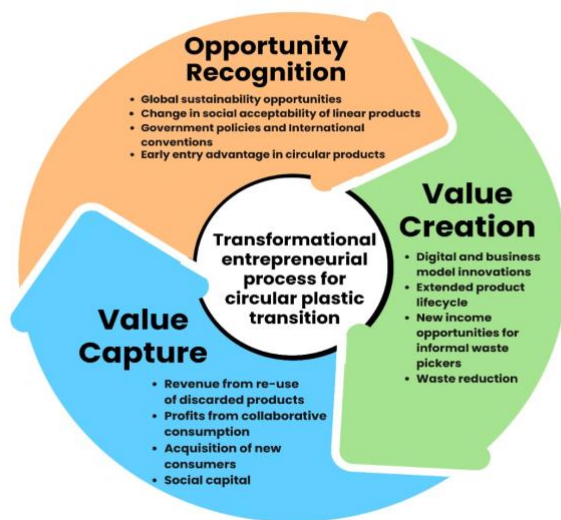 Opportunity
Recognition
• Global sustainability opportunities
• Change in social acceptability of linear products
• Government policies and International
conventions
• Early entry advantage in circular products
Value
Creation
• Digital and business
model innovations
• Extended product
lifecycle
• New income
opportunities for
informal waste
pickers
• Waste reduction
Transformational
entrepreneurial
process for
circular plastic
transition
Value
Capture
• Revenue from re-use
of discarded products
• Profits from collaborative
consumption
• Acquisition of new
consumers
• Social capital